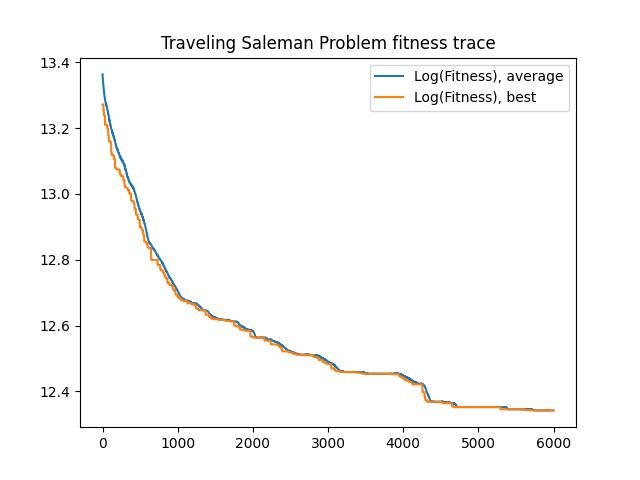 Traveling Saleman Problem fitness trace
Log(Fitness), average
Log(Fitness), best
13.4
13.2
13.0
12.8
12.6
12.4
0 1000 2000 3000 4000 5000 6000